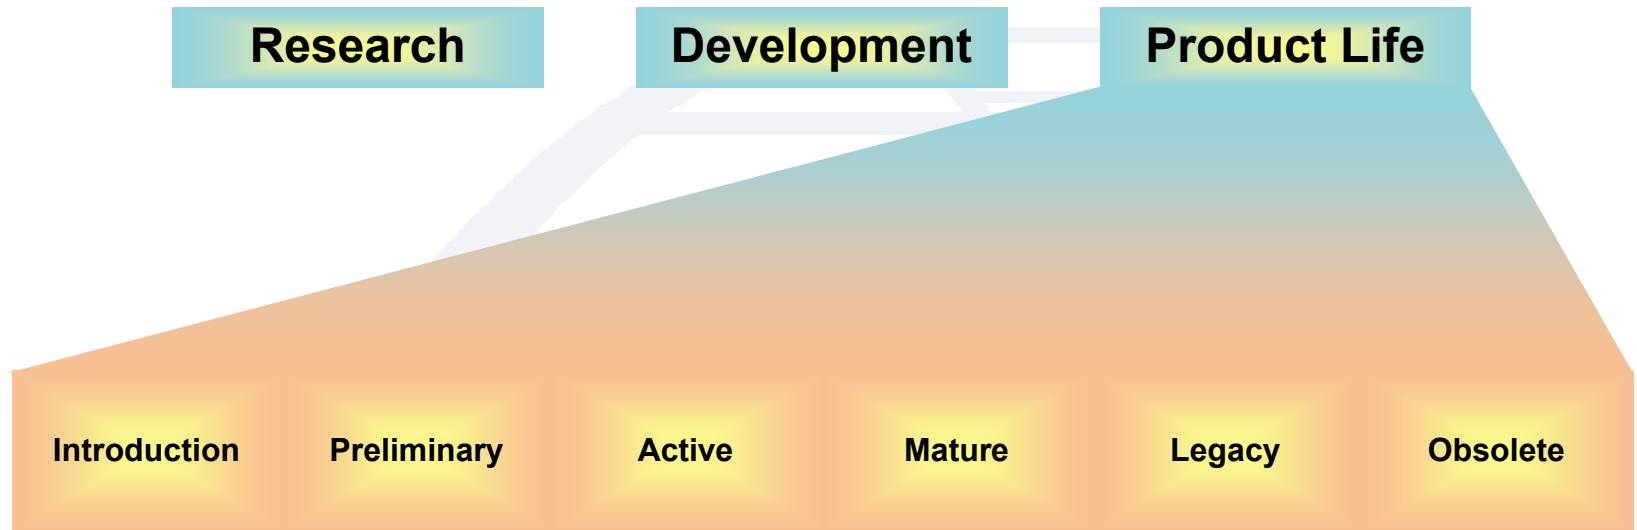 Research Development Product Life
Introduction Preliminary Active Mature Legacy Obsolete